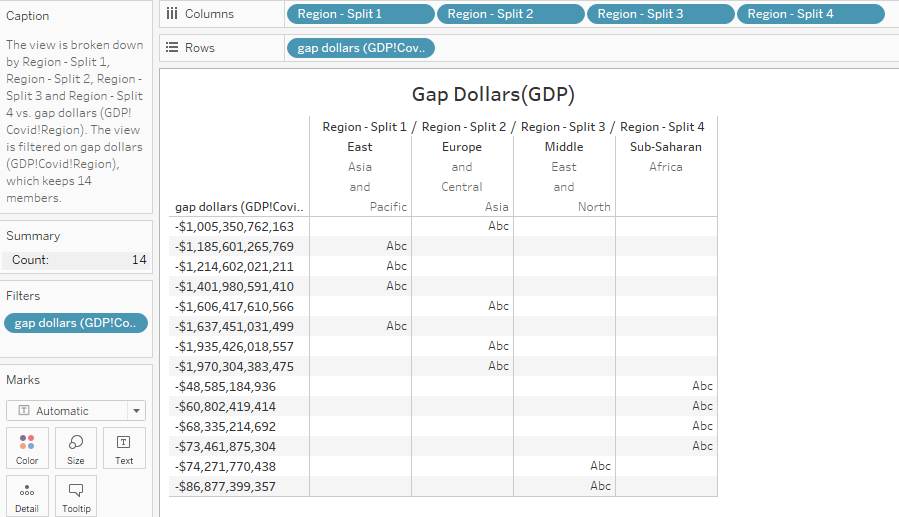 Caption
The view is broken down
by Region - Split 1,
Region - Split 2, Region -
Split 3 and Region - Split
4 vs. gap dollars (GDP!
Covid!Region). The view
is filtered on gap dollars
(GDP!Covid!Region),
which keeps 14
members.
Summary
Count: 14
Filters
gap dollars (GDP!Co..
Marks
Automatic
Color Size Text
Detail Tooltip
Columns Region - Split 1 Region - Split 2 Region - Split 3 Region - Split 4
Rows gap dollars (GDP!Cov..
Gap Dollars(GDP)
Region - Split 1 / Region - Split 2 / Region - Split 3 / Region - Split 4
East Europe Middle Sub-Saharan
Asia and East Africa
and Central and
gap dollars (GDP!Covi.. Pacific Asia North
-$1,005,350,762,163 Abc
-$1,185,601,265,769 Abc
-$1,214,602,021,211 Abc
-$1,401,980,591,410 Abc
-$1,606,417,610,566 Abc
-$1,637,451,031,499 Abc
-$1,935,426,018,557 Abc
-$1,970,304,383,475 Abc
-$48,585,184,936 Abc
-$60,802,419,414 Abc
-$68,335,214,692 Abc
-$73,461,875,304 Abc
-$74,271,770,438 Abc
-$86,877,399,357 Abc